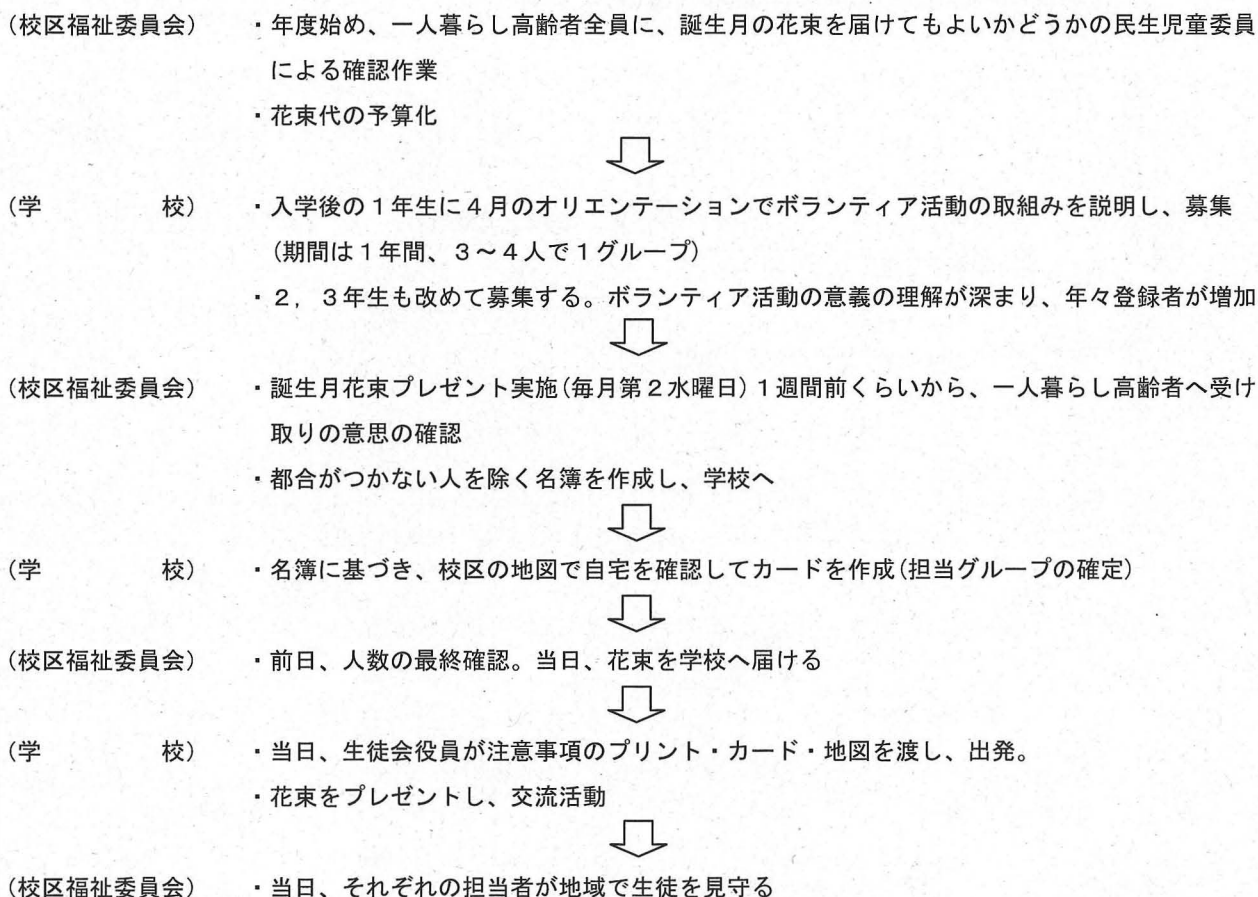 (校区福祉委員会) ・年度始め、一人暮らし高齢者全員に、誕生月の花束を届けてもよいかどうかの民生児童委員
による確認作業
・花束代の予算化
(学　　　校) ・入学後の1年生に4月のオリエンテーションでボランティア活動の取組みを説明し、募集
(期間は1年間、3～4人で1グループ)
・2，3年生も改めて募集する。ボランティア活動の意義の理解が深まり、年々登録者が増加
(校区福祉委員会) ・誕生月花束プレゼント実施(毎月第2水曜日)1週間前くらいから、一人暮らし高齢者へ受け
取りの意思の確認
・都合がつかない人を除く名簿を作成し、学校へ
(学　　　校) ・名簿に基づき、校区の地図で自宅を確認してカードを作成(担当グループの確定)
(校区福祉委員会) ・前日、人数の最終確認。当日、花束を学校へ届ける
(学　　　校) ・当日、生徒会役員が注意事項のプリント・カード・地図を渡し、出発。
・花束をプレゼントし、交流活動
(校区福祉委員会) ・当日、それぞれの担当者が地域で生徒を見守る